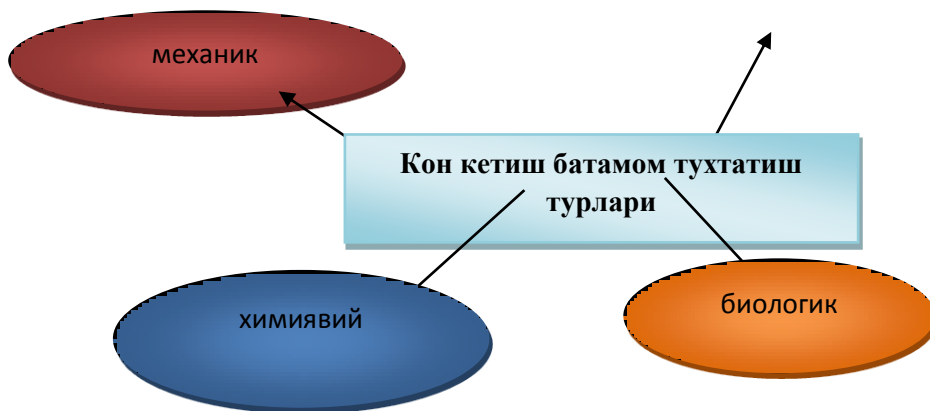 механик
Кон кетиш батамом тухтатиш
турлари
химиявий
биологик